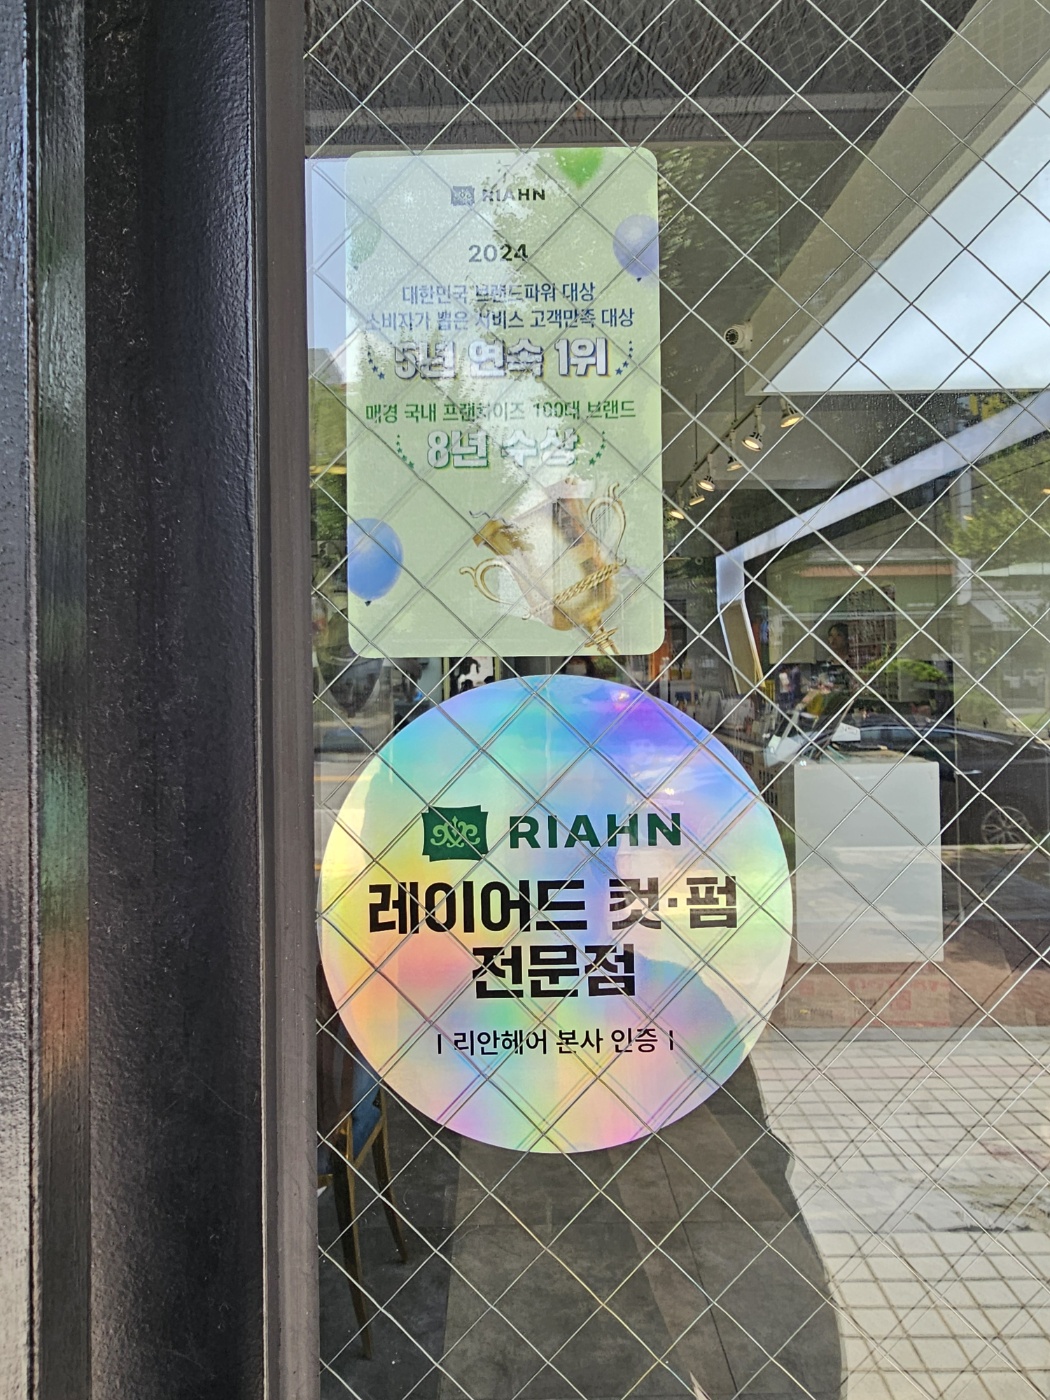 RIAHN
2024
대한민국 브랜드파워 대상
소비자가 뽑은 서비스 고객만족 대상
5년 연속 1위
매경 국내 프랜차이즈 100대 브랜드
8년 수상
RIAHN
레이어드 컷·펌
전문점
| 리안헤어 본사 인증 |